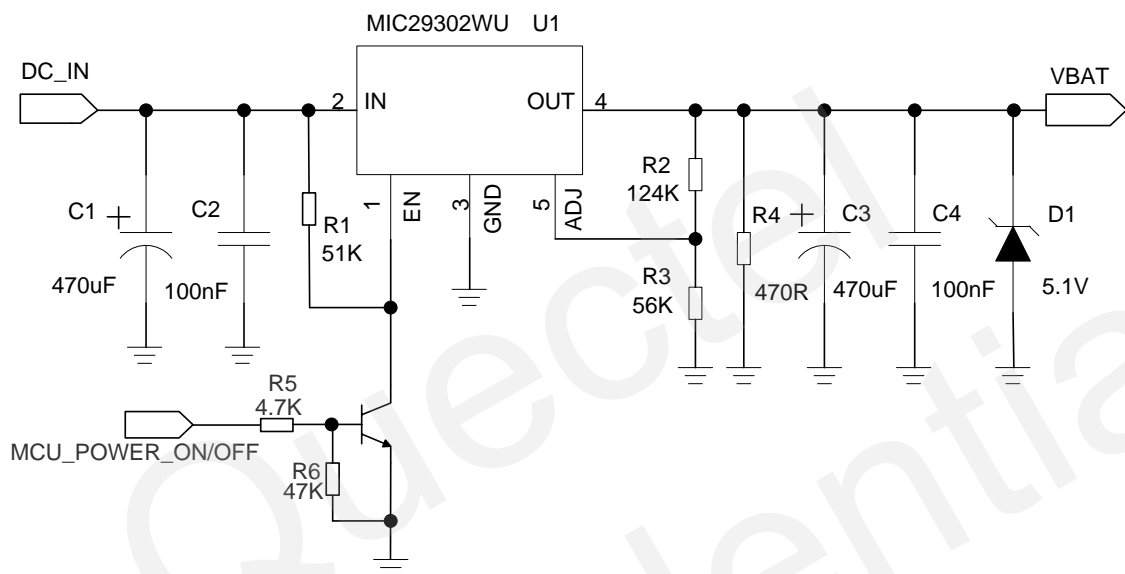 MIC29302WU U1
DC_IN
VBAT
2 IN
OUT 4
1
EN
3
GND
5
ADJ
C1
+
470uF
C2
100nF
R1
51K
R2
124K
R3
56K
R4
470R
+
C3
470uF
C4
100nF
D1
5.1V
R5
4.7K
MCU_POWER_ON/OFF
R6
47K
Quectel